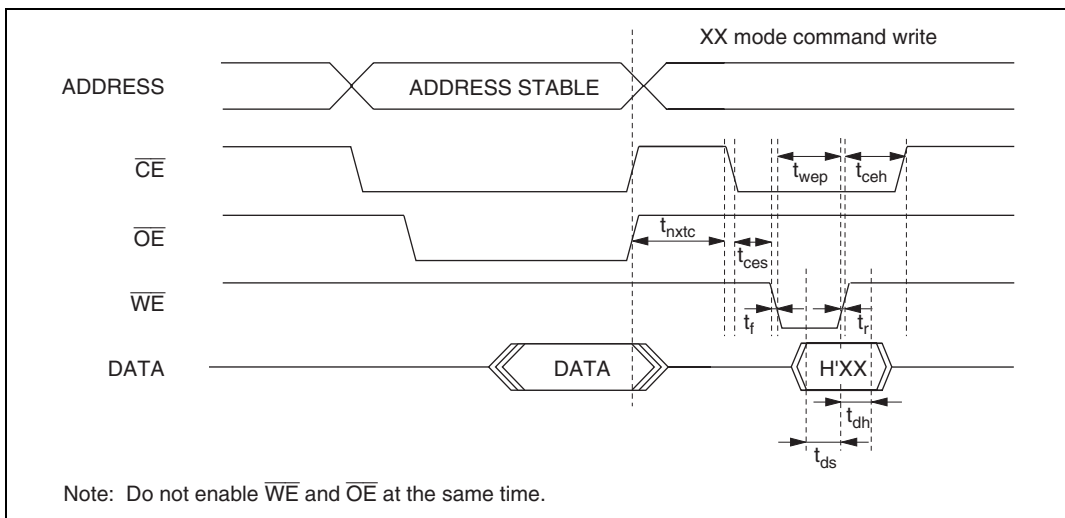 XX mode command write
ADDRESS
ADDRESS STABLE
CE
t_wep
t_ceh
OE
t_nxtc
t_ces
WE
t_f
t_r
DATA
DATA
H'XX
t_dh
t_ds
Note: Do not enable WE and OE at the same time.